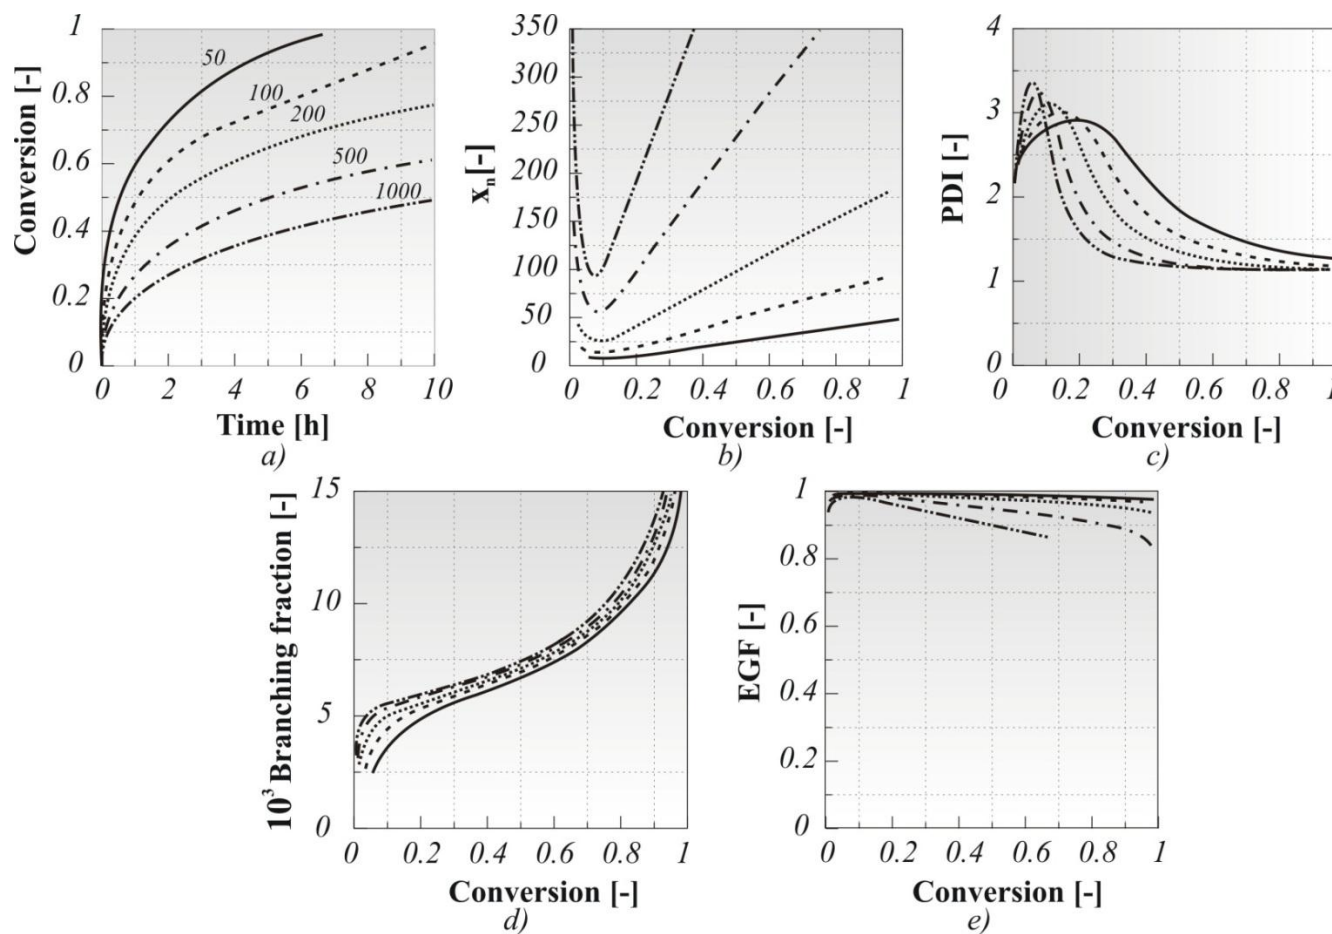 1
0.8
0.6
0.4
0.2
0
Conversion [-]
50
100
200
500
1000
0 2 4 6 8 10
Time [h]
a)
350
300
250
200
150
100
50
0
xn[-]
0 0.2 0.4 0.6 0.8 1
Conversion [-]
b)
4
3
2
1
0
PDI [-]
0 0.2 0.4 0.6 0.8 1
Conversion [-]
c)
15
10
5
0
10³ Branching fraction [-]
0 0.2 0.4 0.6 0.8 1
Conversion [-]
d)
1
0.8
0.6
0.4
0.2
0
EGF [-]
0 0.2 0.4 0.6 0.8 1
Conversion [-]
e)